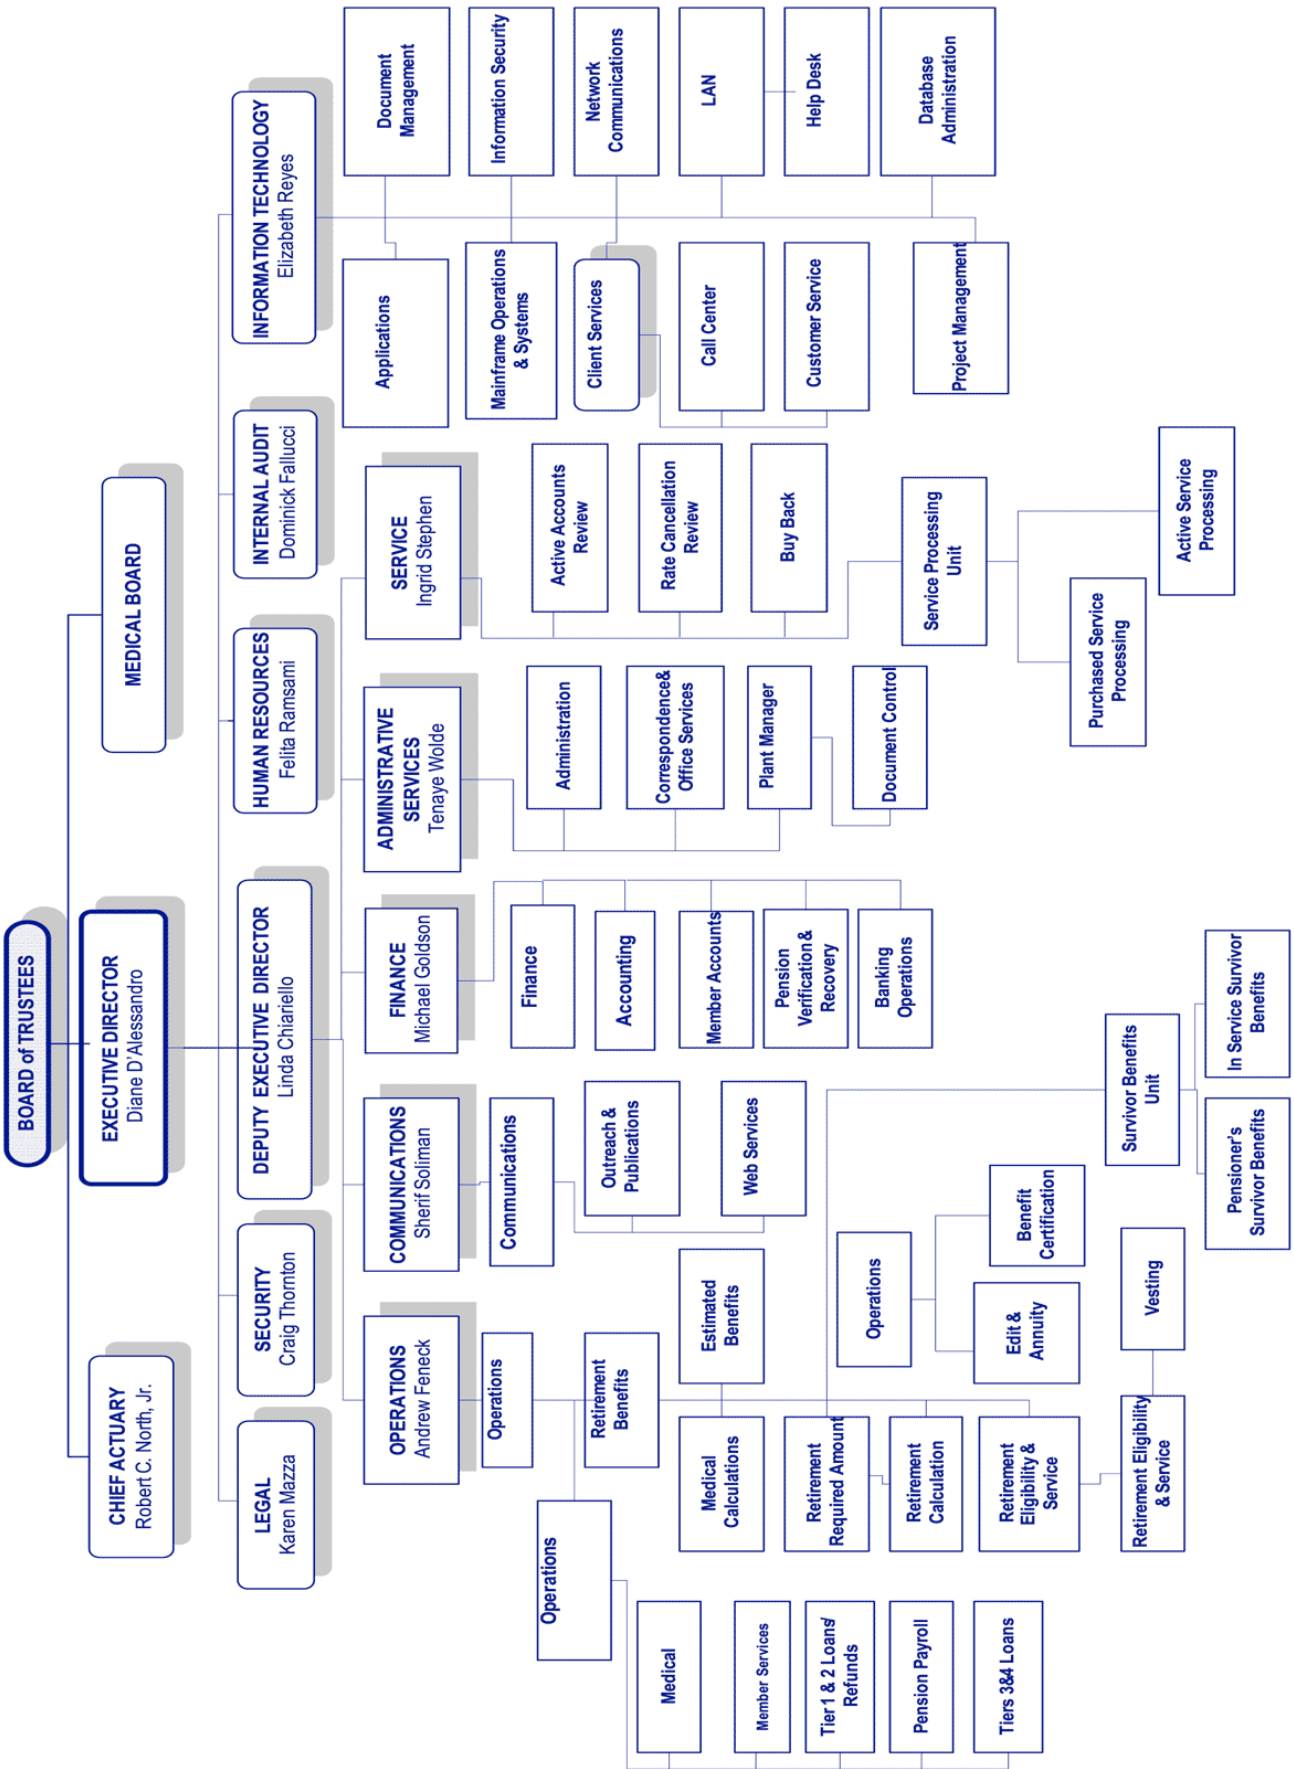 BOARD of TRUSTEES
CHIEF ACTUARY
Robert C. North, Jr.
EXECUTIVE DIRECTOR
Diane D'Alessandro
MEDICAL BOARD
LEGAL
Karen Mazza
SECURITY
Craig Thornton
DEPUTY EXECUTIVE DIRECTOR
Linda Chiariello
HUMAN RESOURCES
Felita Ramsami
INTERNAL AUDIT
Dominick Fallucci
INFORMATION TECHNOLOGY
Elizabeth Reyes
OPERATIONS
Andrew Feneck
COMMUNICATIONS
Sherif Soliman
FINANCE
Michael Goldson
ADMINISTRATIVE
SERVICES
Tenaye Wolde
SERVICE
Ingrid Stephen
Operations
Retirement
Benefits
Operations
Medical
Member Services
Tier 1 & 2 Loans/
Refunds
Pension Payroll
Tiers 3&4 Loans
Medical
Calculations
Estimated
Benefits
Retirement
Required Amount
Retirement
Calculation
Retirement
Eligibility &
Service
Retirement Eligibility
& Service
Vesting
Operations
Edit &
Annuity
Benefit
Certification
Survivor Benefits
Unit
Pensioner's
Survivor Benefits
In Service Survivor
Benefits
Communications
Outreach &
Publications
Web Services
Finance
Accounting
Member Accounts
Pension
Verification &
Recovery
Banking
Operations
Administration
Correspondence&
Office Services
Plant Manager
Document Control
Active Accounts
Review
Rate Cancellation
Review
Buy Back
Service Processing
Unit
Purchased Service
Processing
Active Service
Processing
Applications
Document
Management
Mainframe Operations
& Systems
Information Security
Client Services
Network
Communications
Call Center
LAN
Customer Service
Help Desk
Project Management
Database
Administration